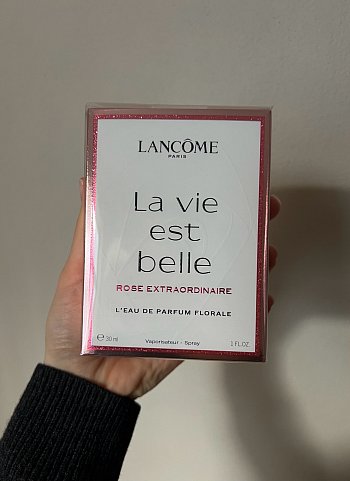 LANCÔME
PARIS
La vie
est
belle
ROSE EXTRAORDINAIRE
L'EAU DE PARFUM FLORALE
℮ 30 ml
Vaporisateur - Spray
1 FL.OZ.